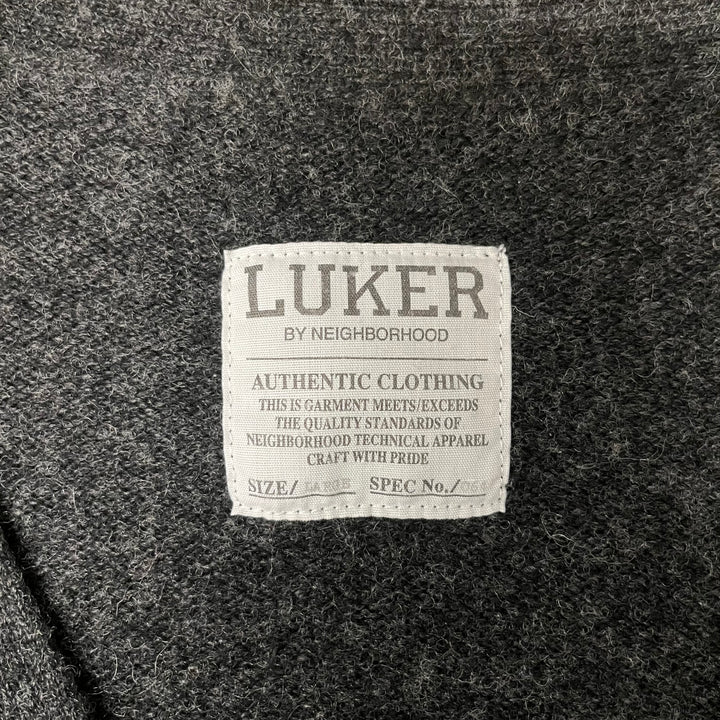 LUKER
BY NEIGHBORHOOD
AUTHENTIC CLOTHING
THIS IS GARMENT MEETS/EXCEEDS
THE QUALITY STANDARDS OF
NEIGHBORHOOD TECHNICAL APPAREL
CRAFT WITH PRIDE
SIZE/ LARGE SPEC No./